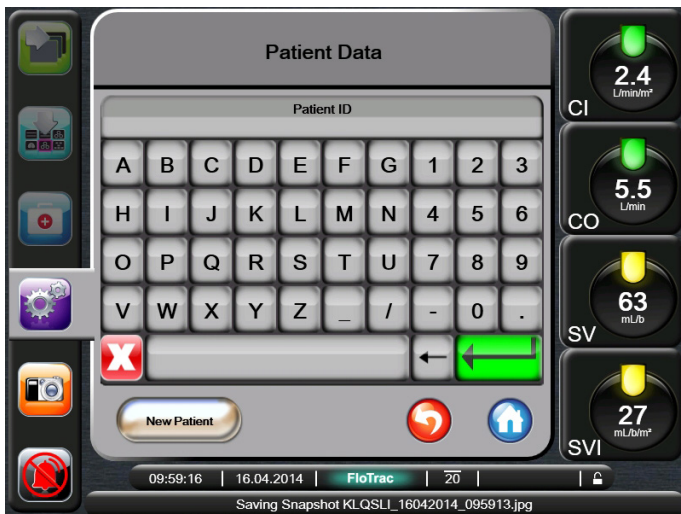 Patient Data
Patient ID
A B C D E F G 1 2 3
H I J K L M N 4 5 6
O P Q R S T U 7 8 9
V W X Y Z _ / - 0 .
X
New Patient
2.4
L/min/m²
CI
5.5
L/min
CO
63
mL/b
SV
27
mL/b/m²
SVI
09:59:16 | 16.04.2014 | FloTrac | 20 | |
Saving Snapshot KLQSLI_16042014_095913.jpg